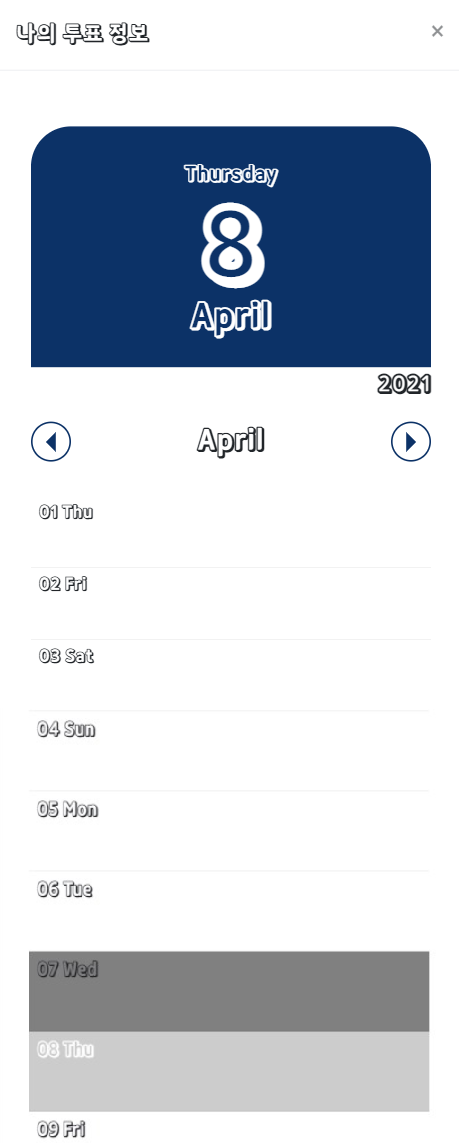 나의 투표 정보
×
Thursday
8
April
2021
April
01 Thu
02 Fri
03 Sat
04 Sun
05 Mon
06 Tue
07 Wed
08 Thu
09 Fri